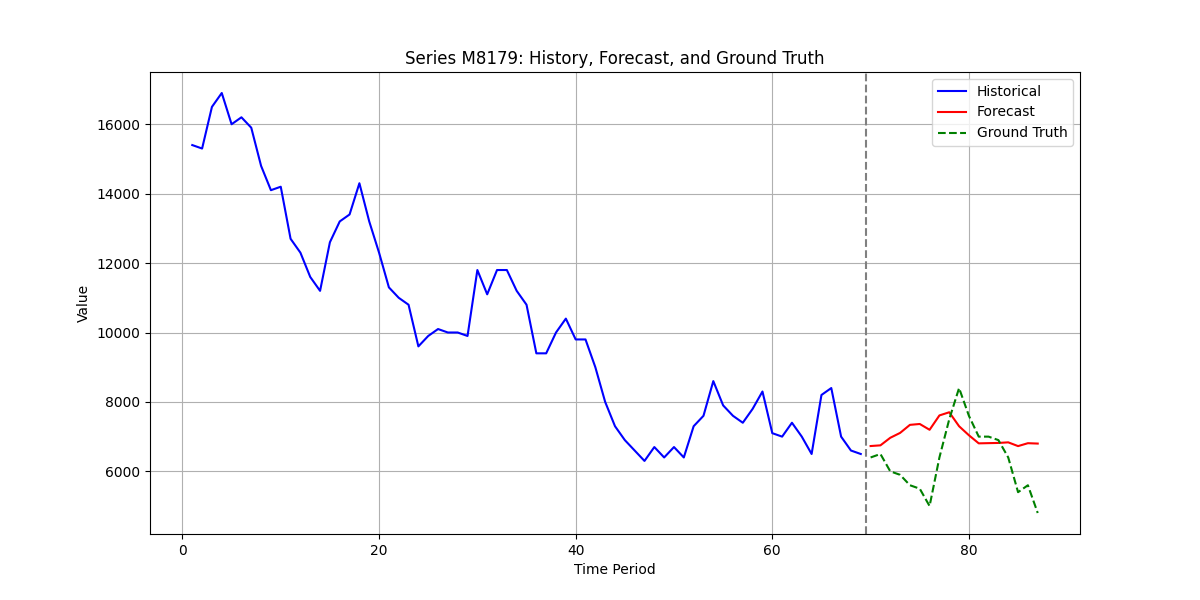 Series M8179: History, Forecast, and Ground Truth
Historical
Forecast
Ground Truth
16000
14000
12000
10000
8000
6000
Value
0 20 40 60 80
Time Period